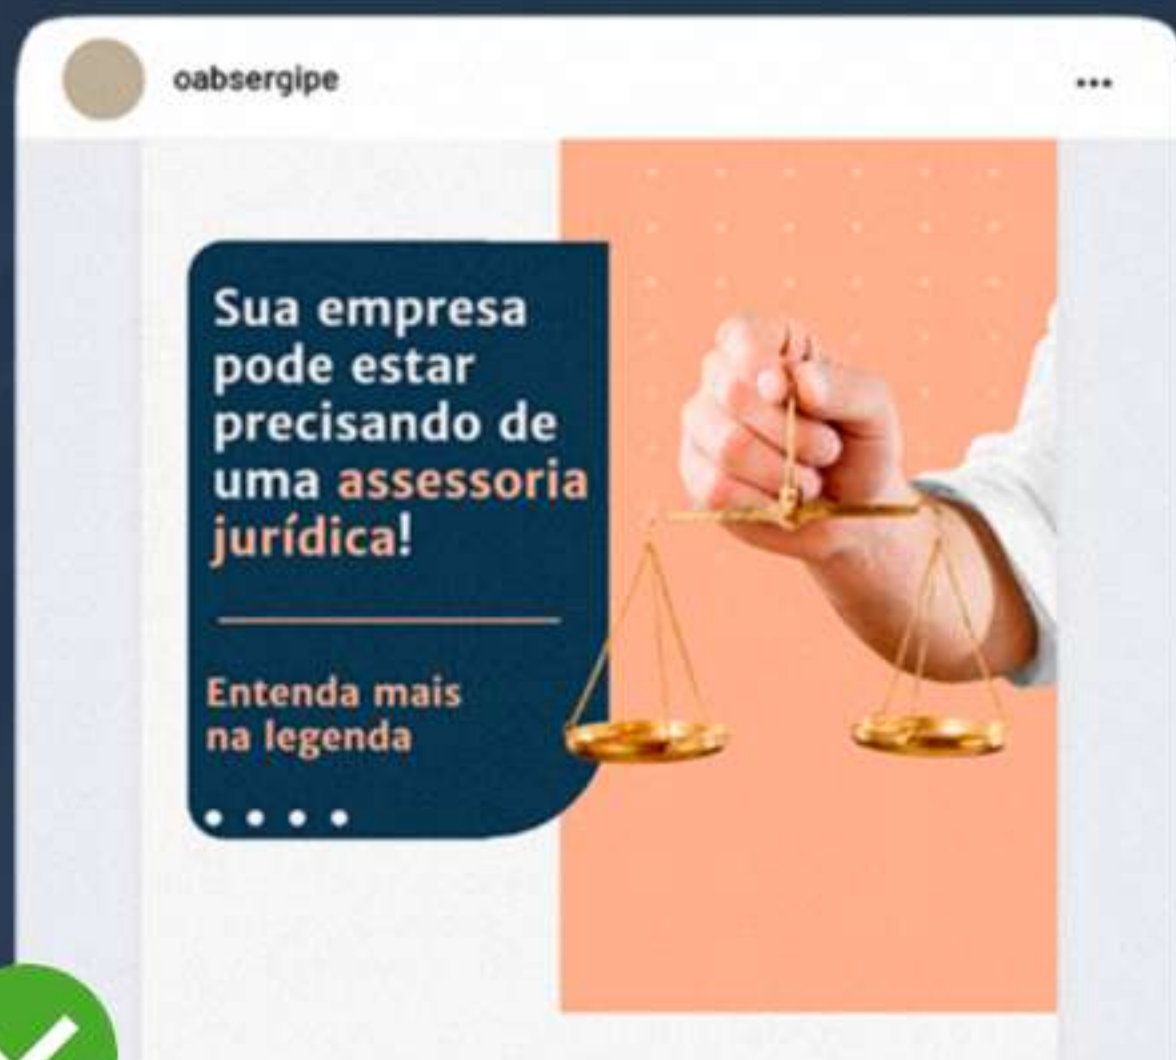 oabsergipe
Sua empresa
pode estar
precisando de
uma assessoria
jurídica!
Entenda mais
na legenda